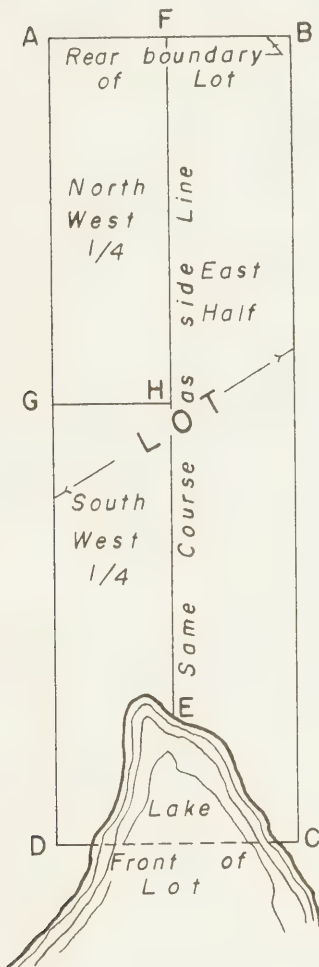 F
A
B
Rear boundary
of Lot
North
West
1/4
East
Half
Same Course as side Line
G
H
LOT
South
West
1/4
E
Lake
D
C
Front of
Lot